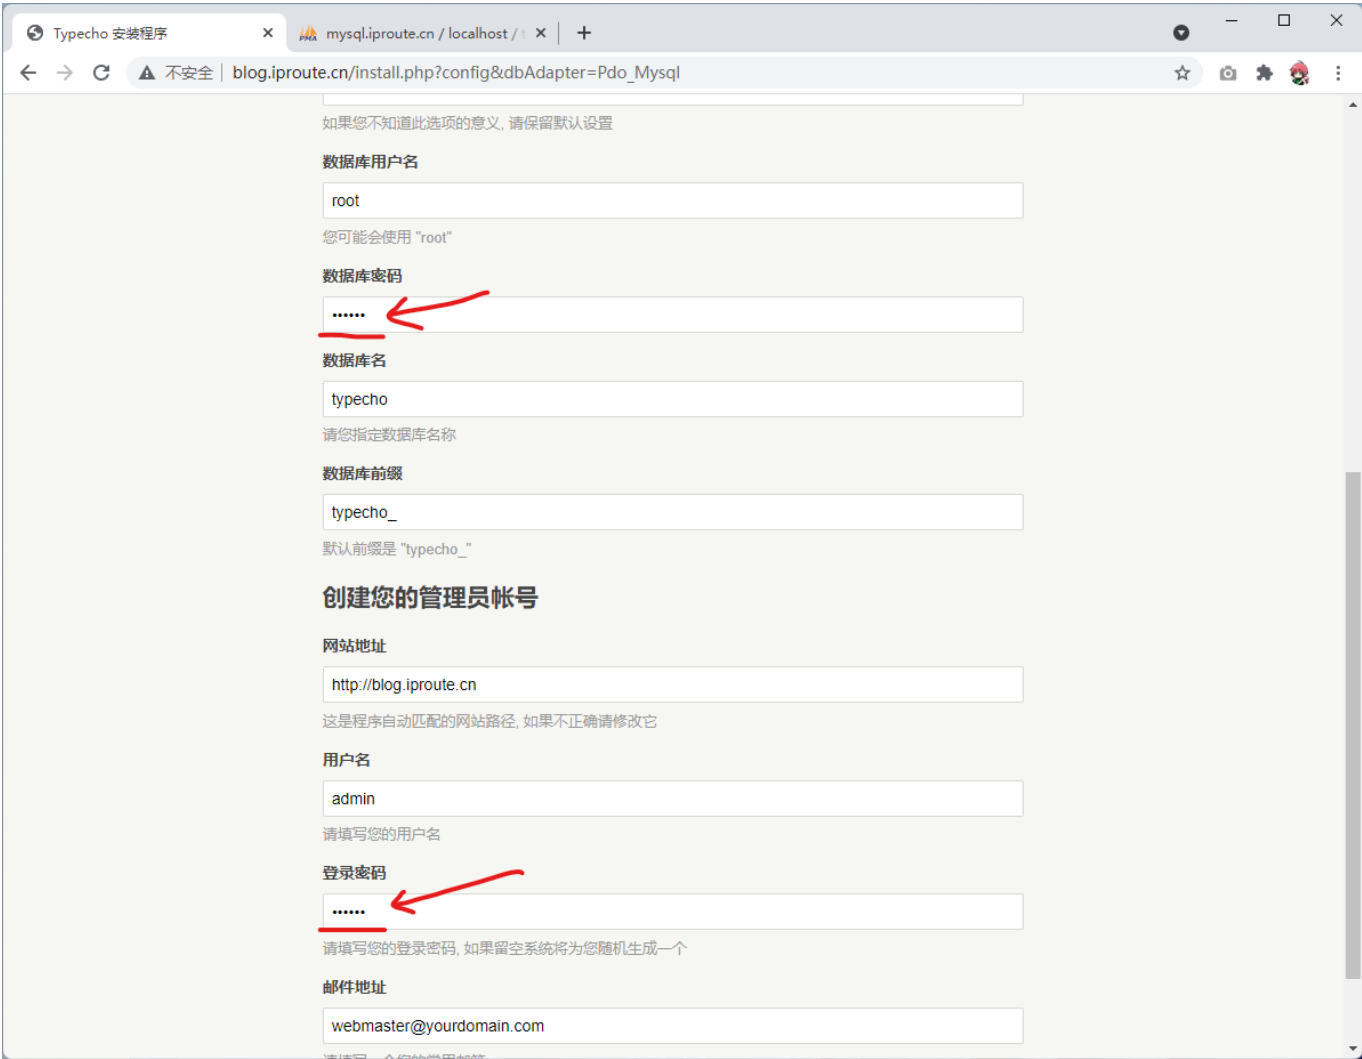 Typecho 安装程序
mysql.iproute.cn / localhost / t
不安全 | blog.iproute.cn/install.php?config&dbAdapter=Pdo_Mysql
如果您不知道此选项的意义, 请保留默认设置
数据库用户名
root
您可能会使用 "root"
数据库密码
••••••
数据库名
typecho
请您指定数据库名称
数据库前缀
typecho_
默认前缀是 "typecho_"
创建您的管理员帐号
网站地址
http://blog.iproute.cn
这是程序自动匹配的网站路径, 如果不正确请修改它
用户名
admin
请填写您的用户名
登录密码
••••••
请填写您的登录密码, 如果留空系统将为您随机生成一个
邮件地址
webmaster@yourdomain.com